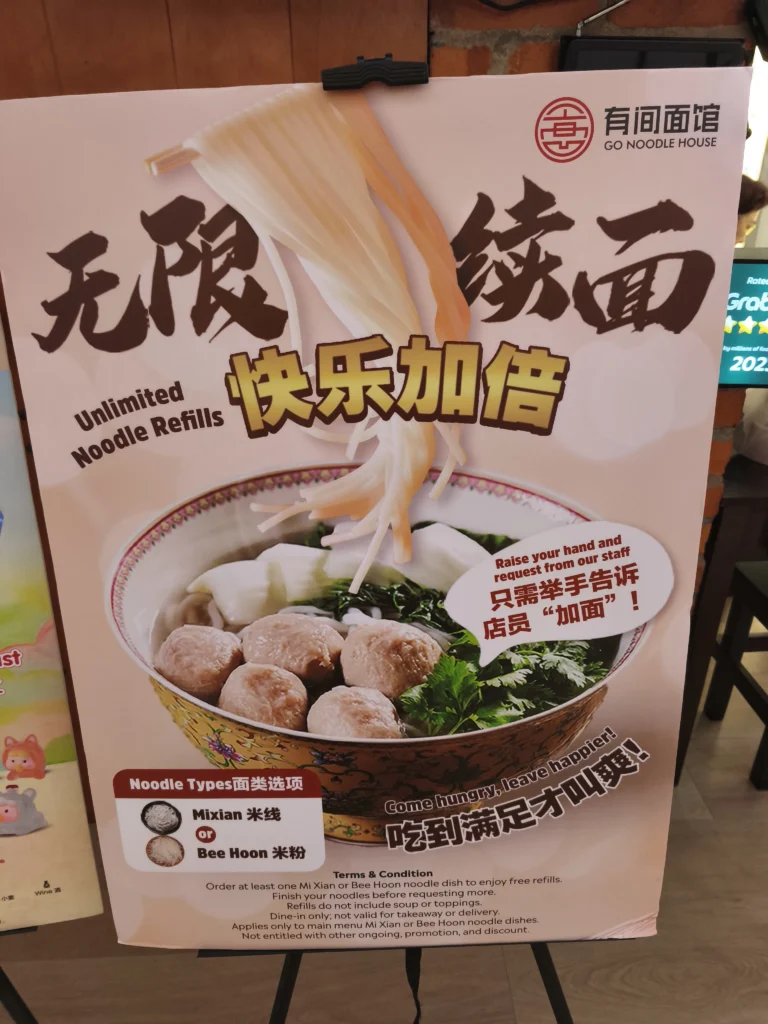 有间面馆
GO NOODLE HOUSE
无限续面
快乐加倍
Unlimited
Noodle Refills
Raise your hand and
request from our staff
只需举手告诉
店员“加面”！
Noodle Types面类选项
Mixian 米线
or
Bee Hoon 米粉
Come hungry, leave happier!
吃到满足才叫爽!
Terms & Condition
Order at least one Mi Xian or Bee Hoon noodle dish to enjoy free refills.
Finish your noodles before requesting more.
Refills do not include soup or toppings.
Dine-in only; not valid for takeaway or delivery.
Applies only to main menu Mi Xian or Bee Hoon noodle dishes.
Not entitled with other ongoing, promotion, and discount.
Grab
Wine 酒